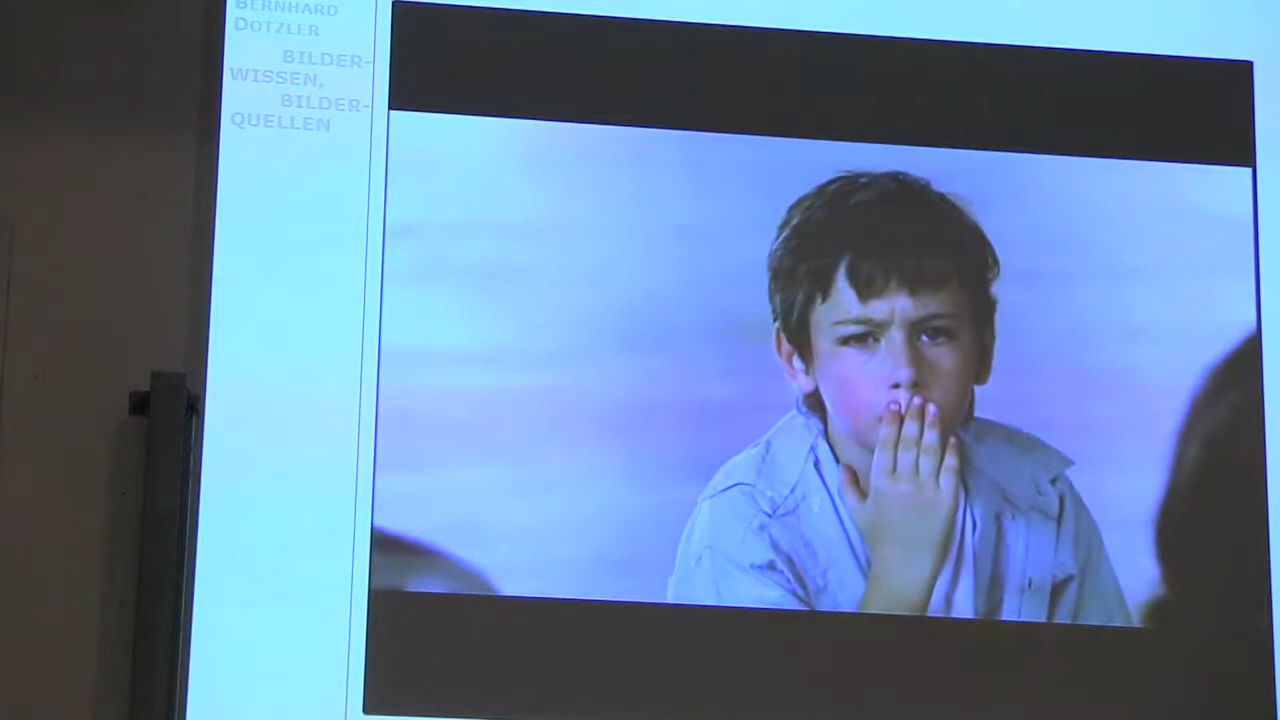 BERNHARD
DOTZLER
BILDER-
WISSEN,
BILDER-
QUELLEN